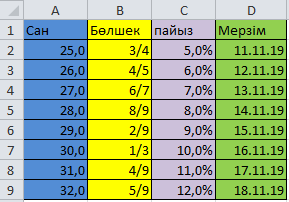 A B C D
1 Сан Бөлшек пайыз Мерзім
2 25,0 3/4 5,0% 11.11.19
3 26,0 4/5 6,0% 12.11.19
4 27,0 6/7 7,0% 13.11.19
5 28,0 8/9 8,0% 14.11.19
6 29,0 2/9 9,0% 15.11.19
7 30,0 1/3 10,0% 16.11.19
8 31,0 4/9 11,0% 17.11.19
9 32,0 5/9 12,0% 18.11.19